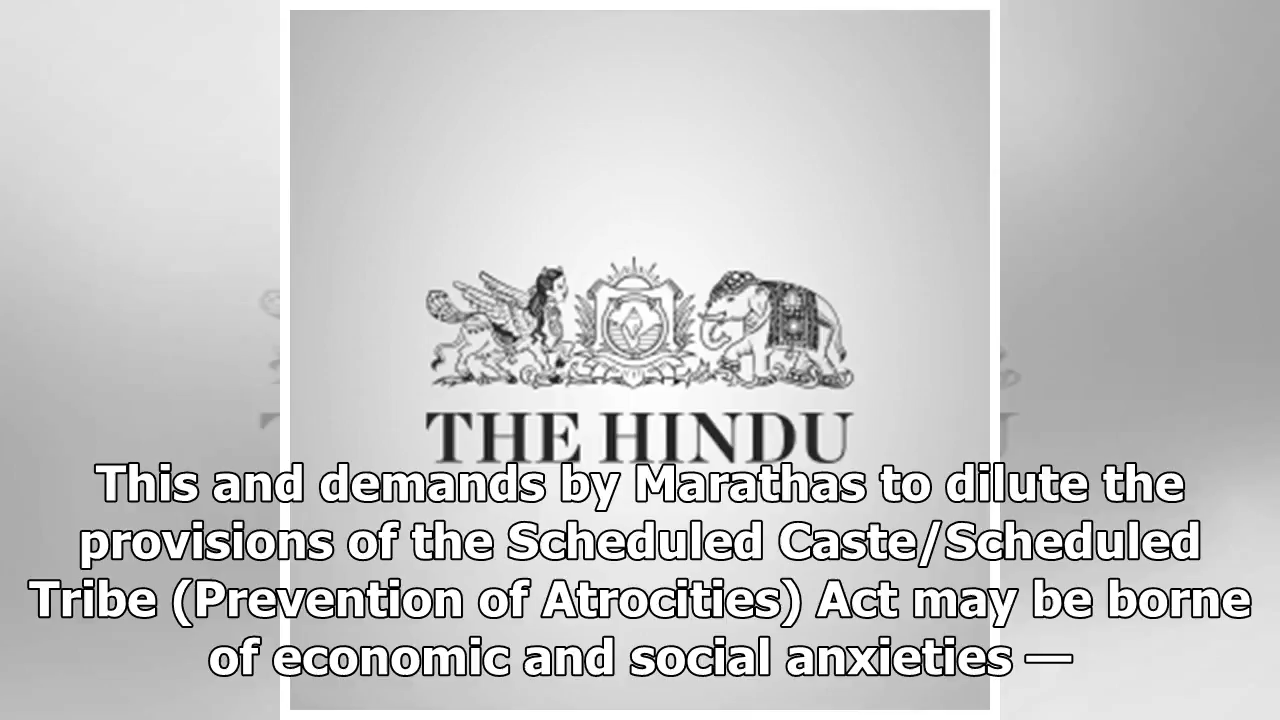 THE HINDU
This and demands by Marathas to dilute the
provisions of the Scheduled Caste/Scheduled
Tribe (Prevention of Atrocities) Act may be borne
of economic and social anxieties —